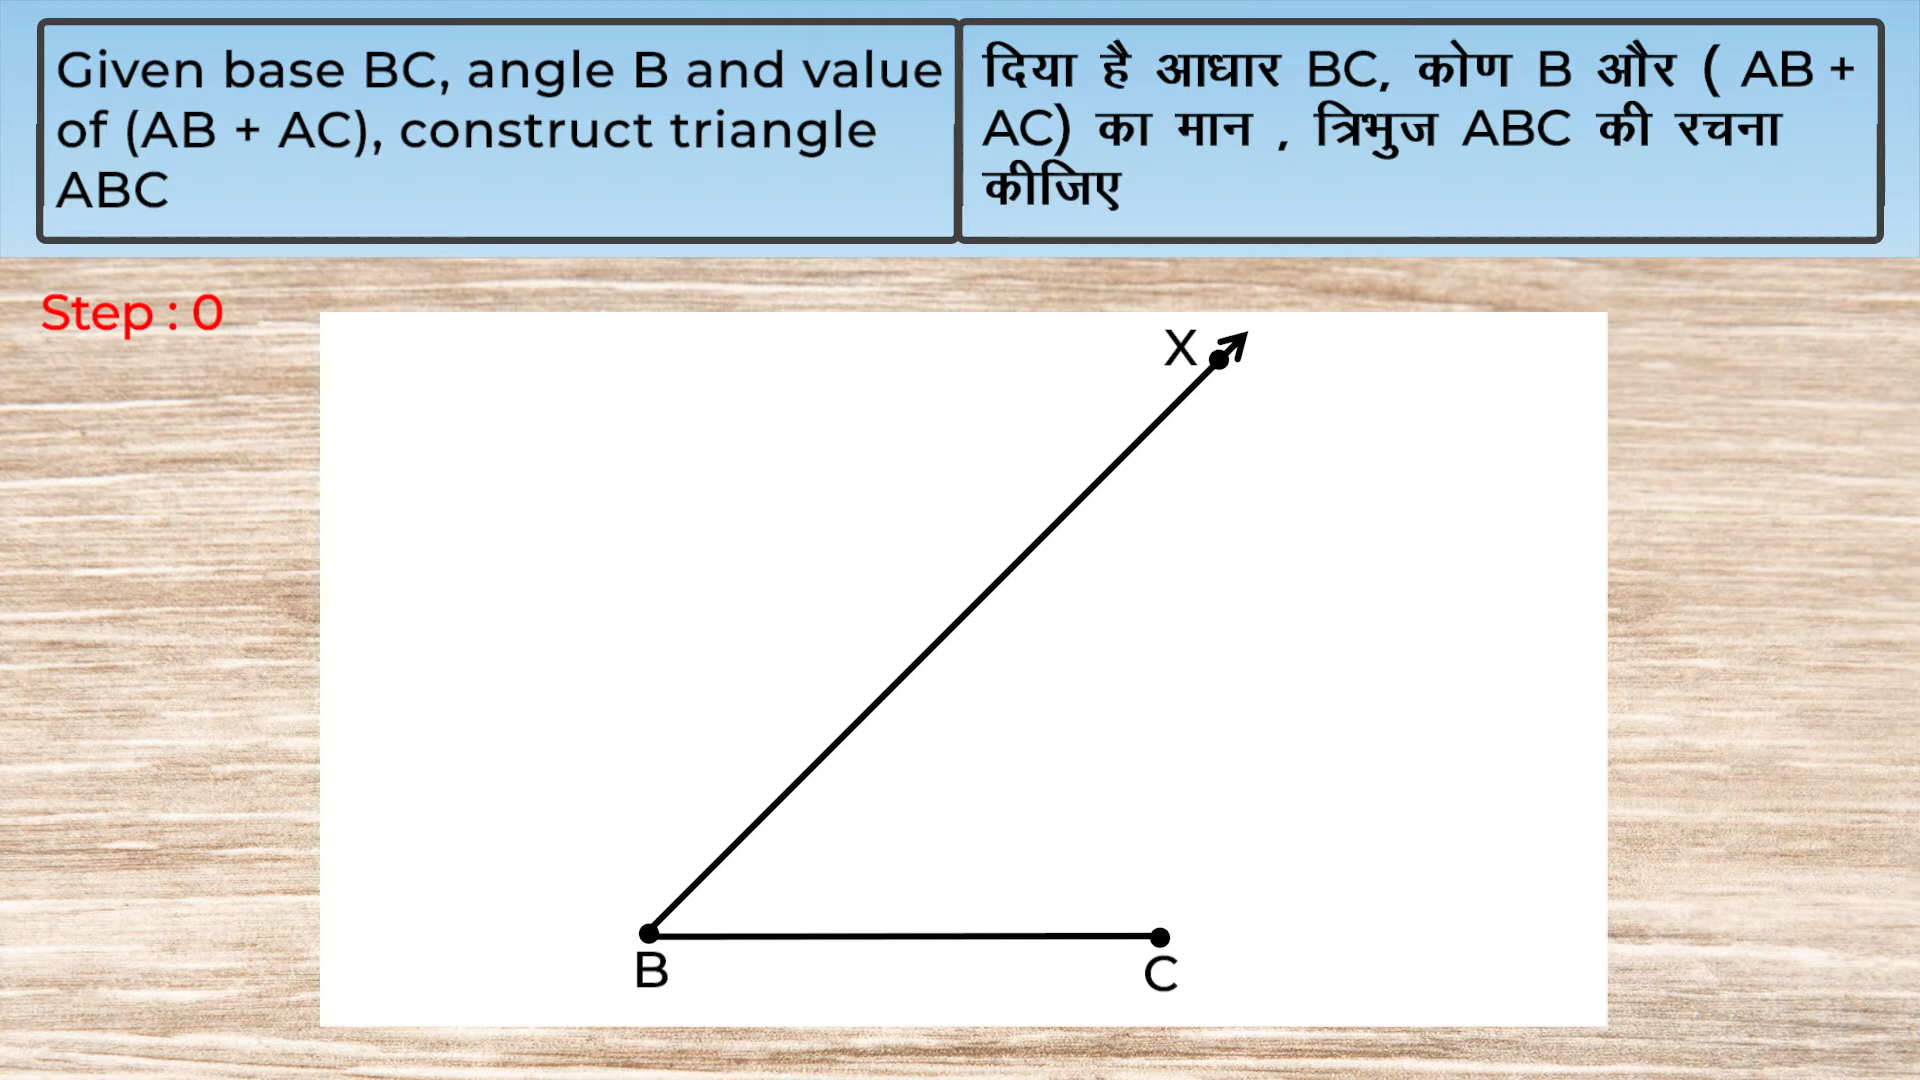 Given base BC, angle B and value
of (AB + AC), construct triangle
ABC
दिया है आधार BC, कोण B और ( AB +
AC) का मान , त्रिभुज ABC की रचना
कीजिए
Step : 0
X
B
C